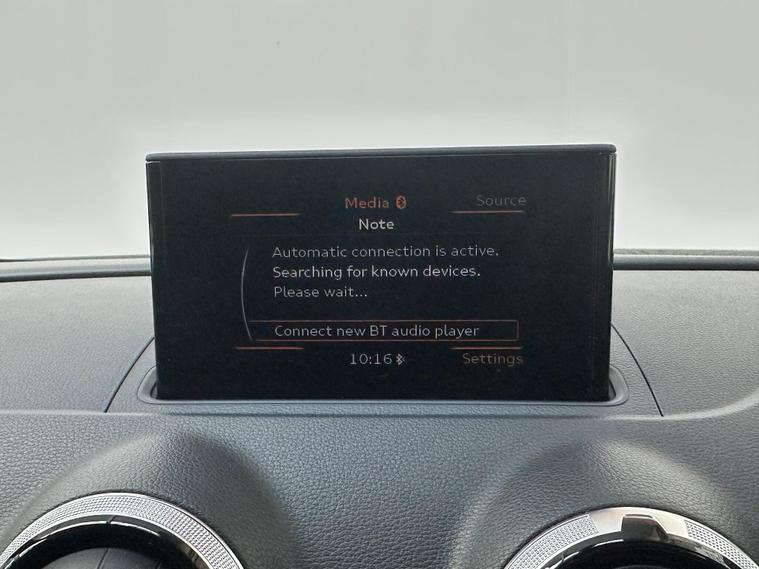 Media
Source
Note
Automatic connection is active.
Searching for known devices.
Please wait...
Connect new BT audio player
10:16
Settings